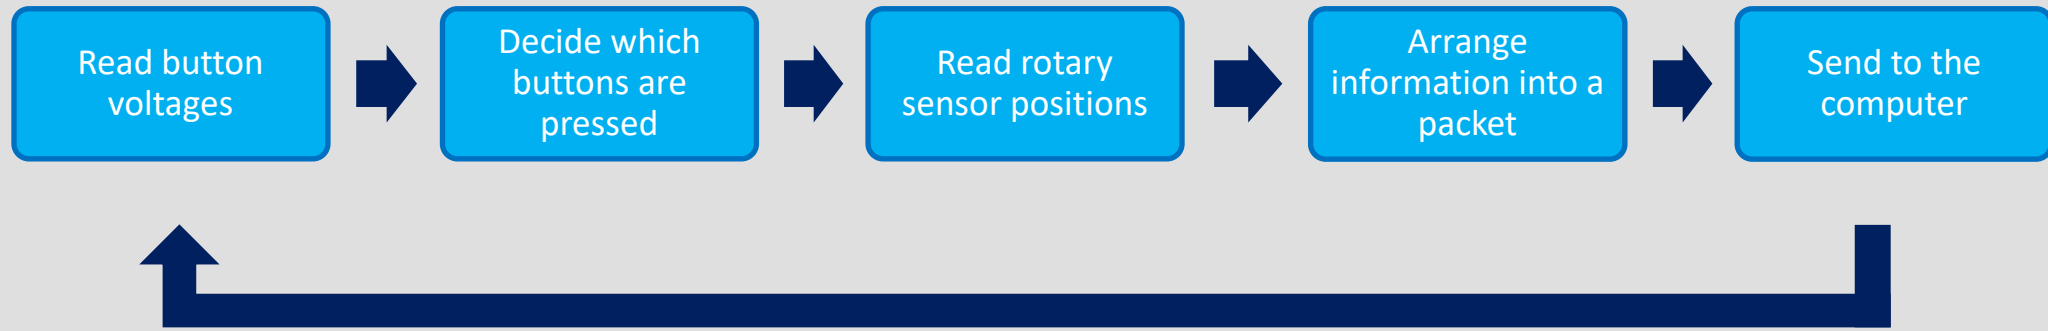 Read button
voltages
Decide which
buttons are
pressed
Read rotary
sensor positions
Arrange
information into a
packet
Send to the
computer